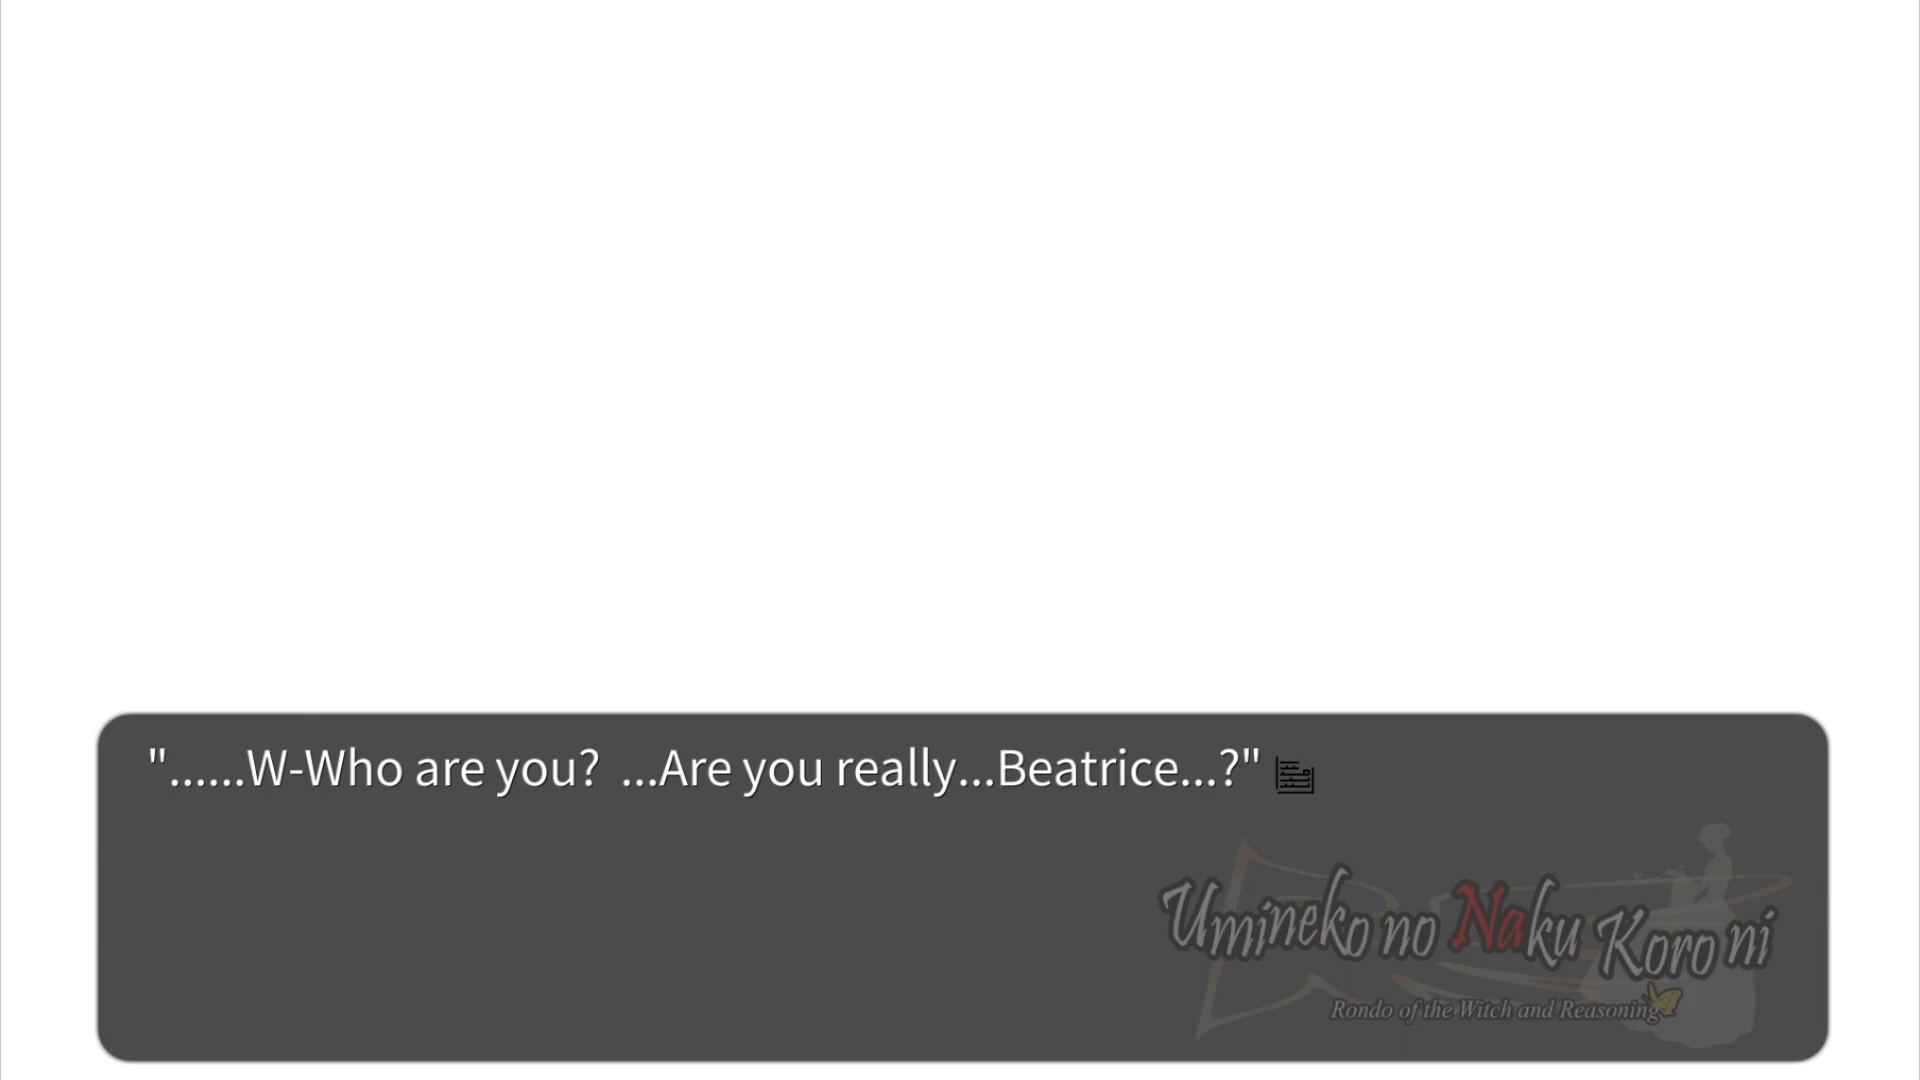 "......W-Who are you?  ...Are you really...Beatrice...?"
Umineko no Naku Koro ni
Rondo of the Witch and Reasoning